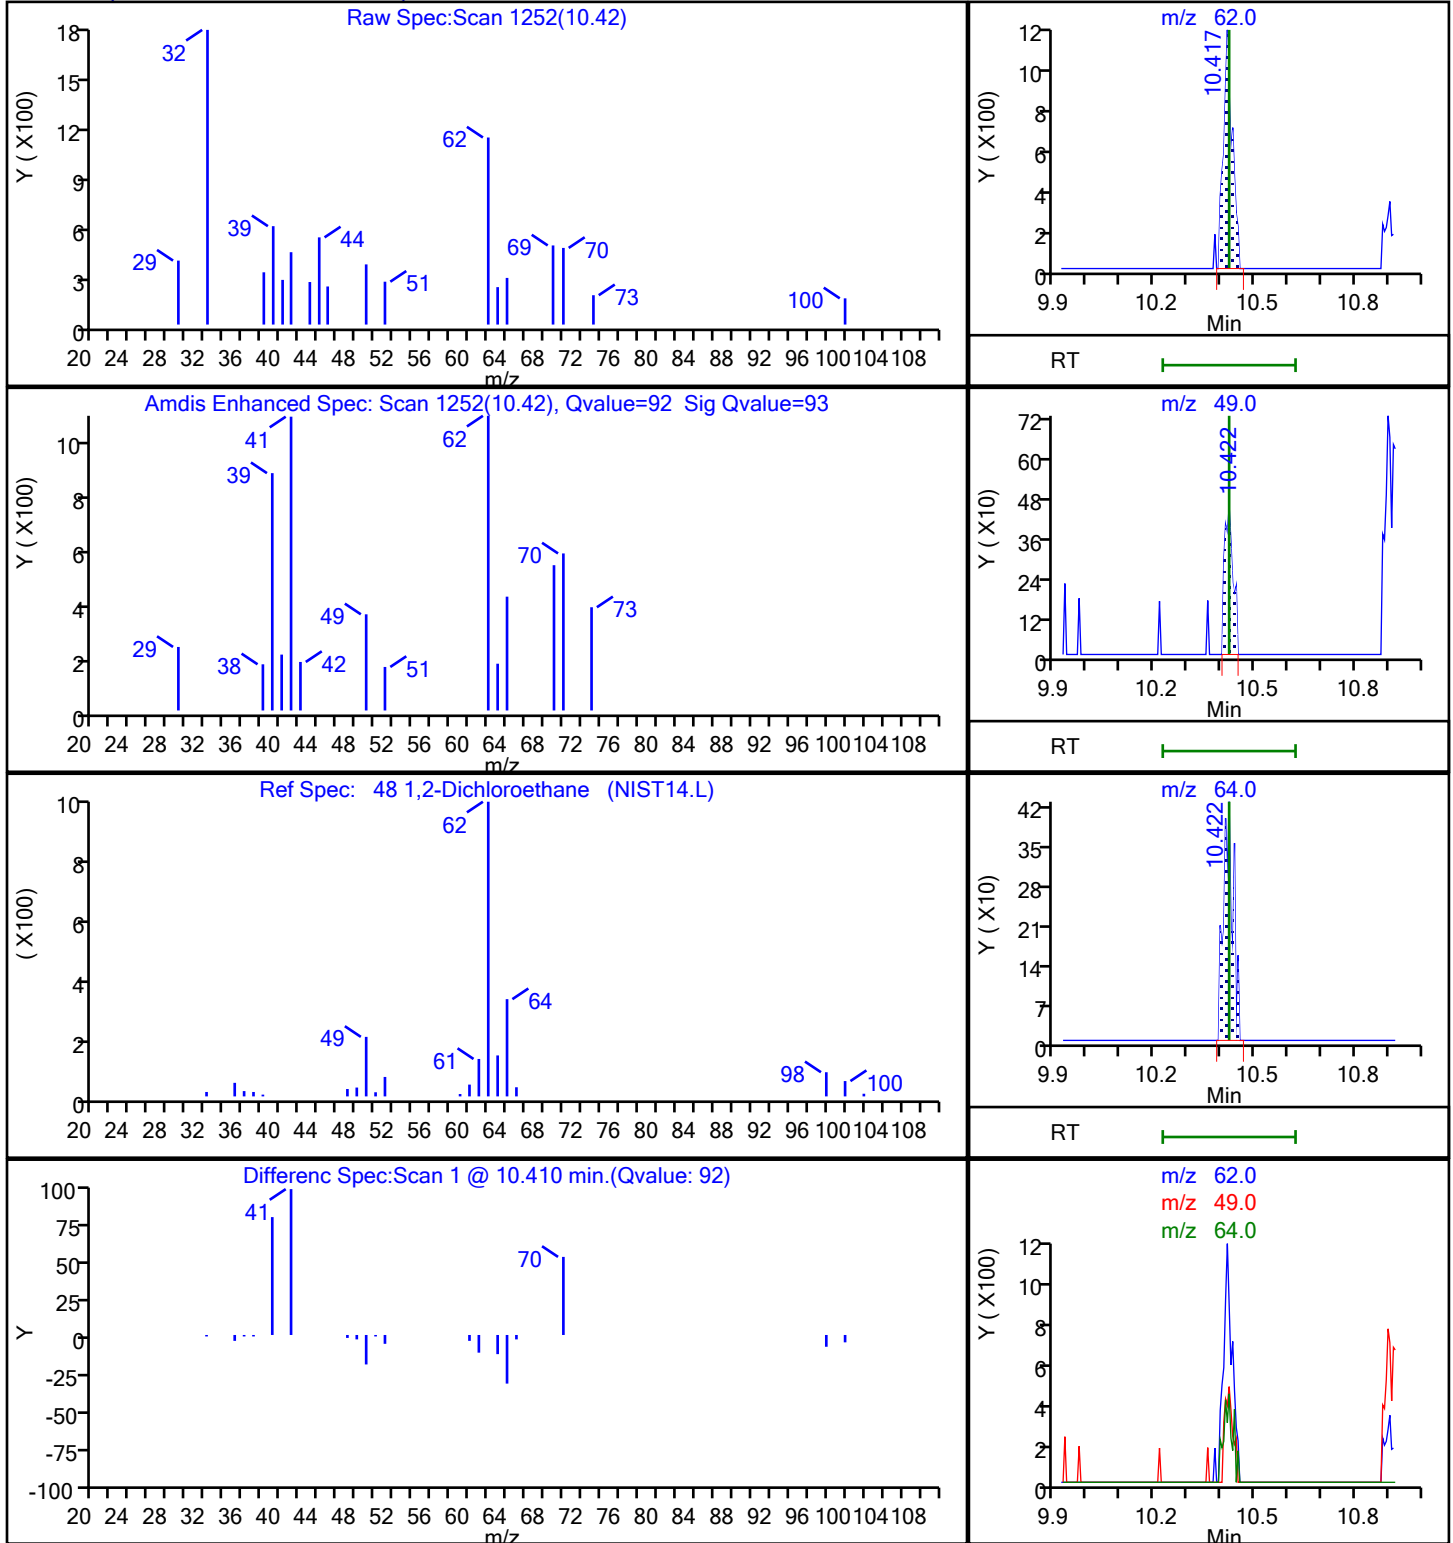 Raw Spec:Scan 1252(10.42)
Y ( X100)
18
15
12
9
6
3
0
32
62
39
44
29
51
69
70
73
100
20 24 28 32 36 40 44 48 52 56 60 64 68 72 76 80 84 88 92 96 100 104 108
m/z
m/z 62.0
Y ( X100)
12
10
8
6
4
2
0
10.417
9.9 10.2 10.5 10.8
Min
RT
Amdis Enhanced Spec: Scan 1252(10.42), Qvalue=92 Sig Qvalue=93
Y ( X100)
10
8
6
4
2
0
41
62
39
70
49
73
29
38
42
51
20 24 28 32 36 40 44 48 52 56 60 64 68 72 76 80 84 88 92 96 100 104 108
m/z
m/z 49.0
Y ( X10)
72
60
48
36
24
12
0
10.422
9.9 10.2 10.5 10.8
Min
RT
Ref Spec: 48 1,2-Dichloroethane (NIST14.L)
( X100)
10
8
6
4
2
0
62
64
49
61
98
100
20 24 28 32 36 40 44 48 52 56 60 64 68 72 76 80 84 88 92 96 100 104 108
m/z 64.0
Y ( X10)
42
35
28
21
14
7
0
10.422
9.9 10.2 10.5 10.8
Min
RT
Differenc Spec:Scan 1 @ 10.410 min.(Qvalue: 92)
Y
100
75
50
25
0
-25
-50
-75
-100
41
70
20 24 28 32 36 40 44 48 52 56 60 64 68 72 76 80 84 88 92 96 100 104 108
m/z
m/z 62.0
m/z 49.0
m/z 64.0
Y ( X100)
12
10
8
6
4
2
0
9.9 10.2 10.5 10.8
Min